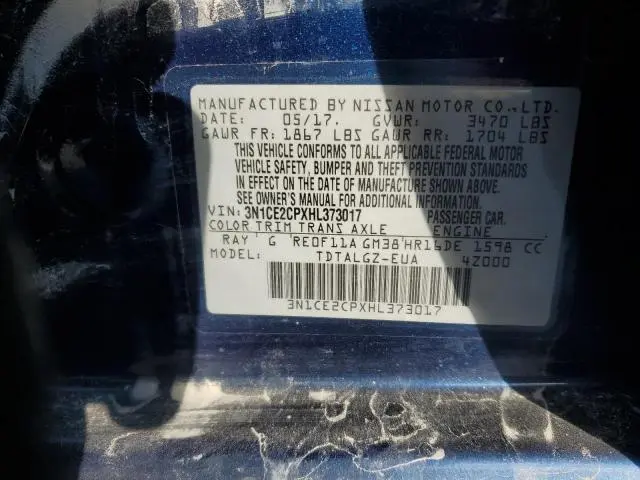 MANUFACTURED BY NISSAN MOTOR CO.,LTD.
DATE: 05/17. GVWR: 3470 LBS
GAWR FR: 1867 LBS GAWR RR: 1704 LBS
THIS VEHICLE CONFORMS TO ALL APPLICABLE FEDERAL MOTOR
VEHICLE SAFETY, BUMPER AND THEFT PREVENTION STANDARDS
IN EFFECT ON THE DATE OF MANUFACTURE SHOWN ABOVE.
SEE OWNER'S MANUAL FOR ADDITIONAL INFORMATION.
VIN: 3N1CE2CPXHL373017 PASSENGER CAR.
COLOR TRIM TRANS AXLE ENGINE
RAY G RE0F11A GM38 HR16DE 1598 CC
MODEL: TDTALGZ-EUA 4Z000
3N1CE2CPXHL373017